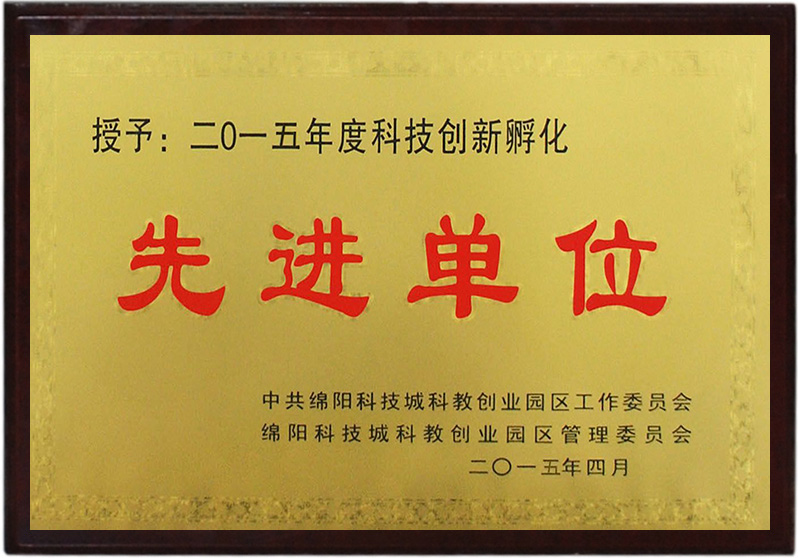 授予：二0一五年度科技创新孵化
先进单位
中共绵阳科技城科教创业园区工作委员会
绵阳科技城科教创业园区管理委员会
二〇一五年四月